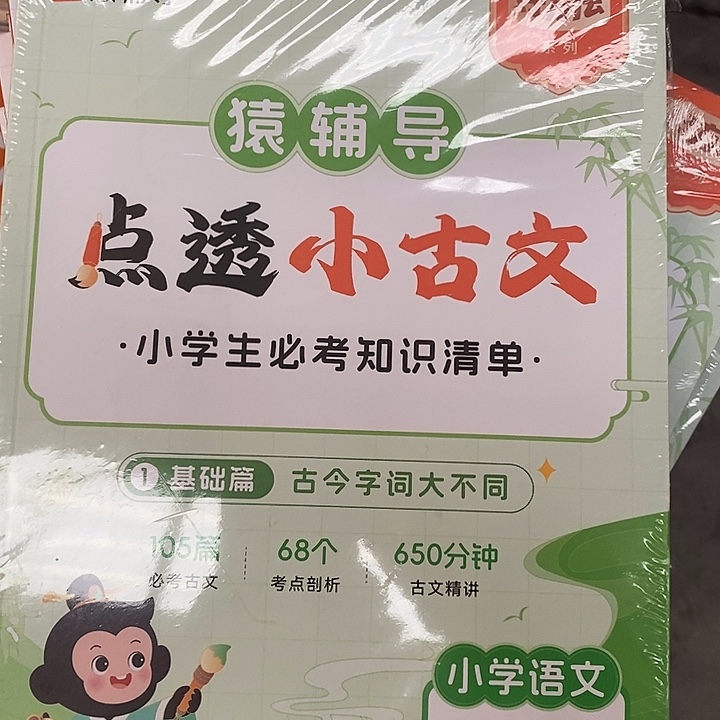 猿辅导
点透小古文
·小学生必考知识清单·
1 基础篇 古今字词大不同
105篇 68个 650分钟
必考古文 考点剖析 古文精讲
小学语文